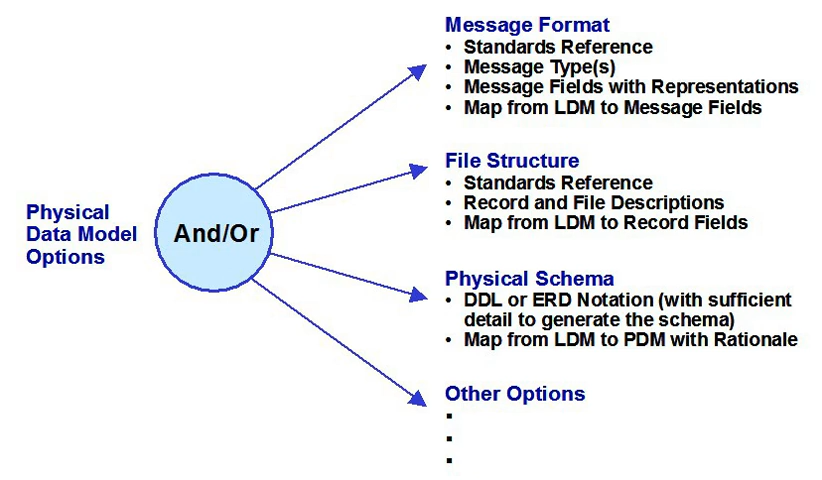 Physical
Data Model
Options
And/Or
Message Format
• Standards Reference
• Message Type(s)
• Message Fields with Representations
• Map from LDM to Message Fields
File Structure
• Standards Reference
• Record and File Descriptions
• Map from LDM to Record Fields
Physical Schema
• DDL or ERD Notation (with sufficient
detail to generate the schema)
• Map from LDM to PDM with Rationale
Other Options